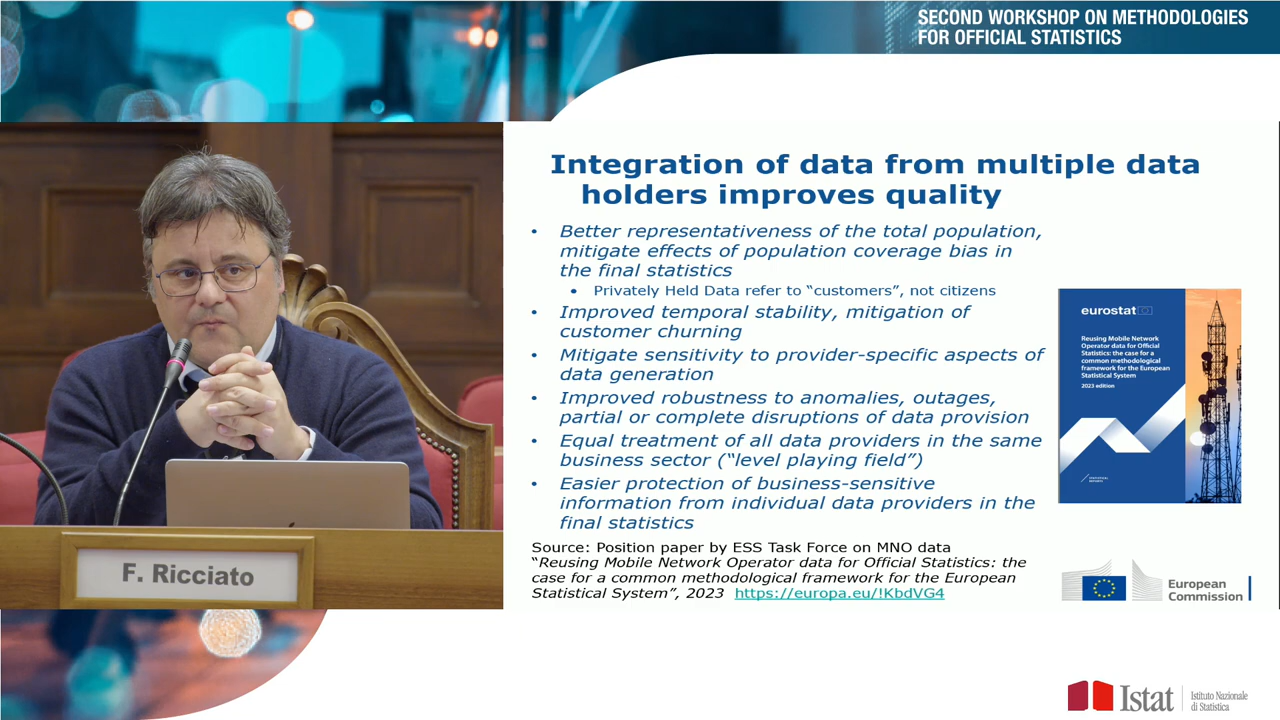 SECOND WORKSHOP ON METHODOLOGIES
FOR OFFICIAL STATISTICS
Integration of data from multiple data
holders improves quality
• Better representativeness of the total population,
mitigate effects of population coverage bias in
the final statistics
• Privately Held Data refer to “customers”, not citizens
• Improved temporal stability, mitigation of
customer churning
• Mitigate sensitivity to provider-specific aspects of
data generation
• Improved robustness to anomalies, outages,
partial or complete disruptions of data provision
• Equal treatment of all data providers in the same
business sector (“level playing field”)
• Easier protection of business-sensitive
information from individual data providers in the
final statistics
Source: Position paper by ESS Task Force on MNO data
“Reusing Mobile Network Operator data for Official Statistics: the
case for a common methodological framework for the European
Statistical System”, 2023 https://europa.eu/!KbdVG4
eurostat
Reusing Mobile Network
Operator data for Official
Statistics: the case for a
common methodological
framework for the European
Statistical System
2023 edition
European
Commission
F. Ricciato
Istat
Istituto Nazionale
di Statistica